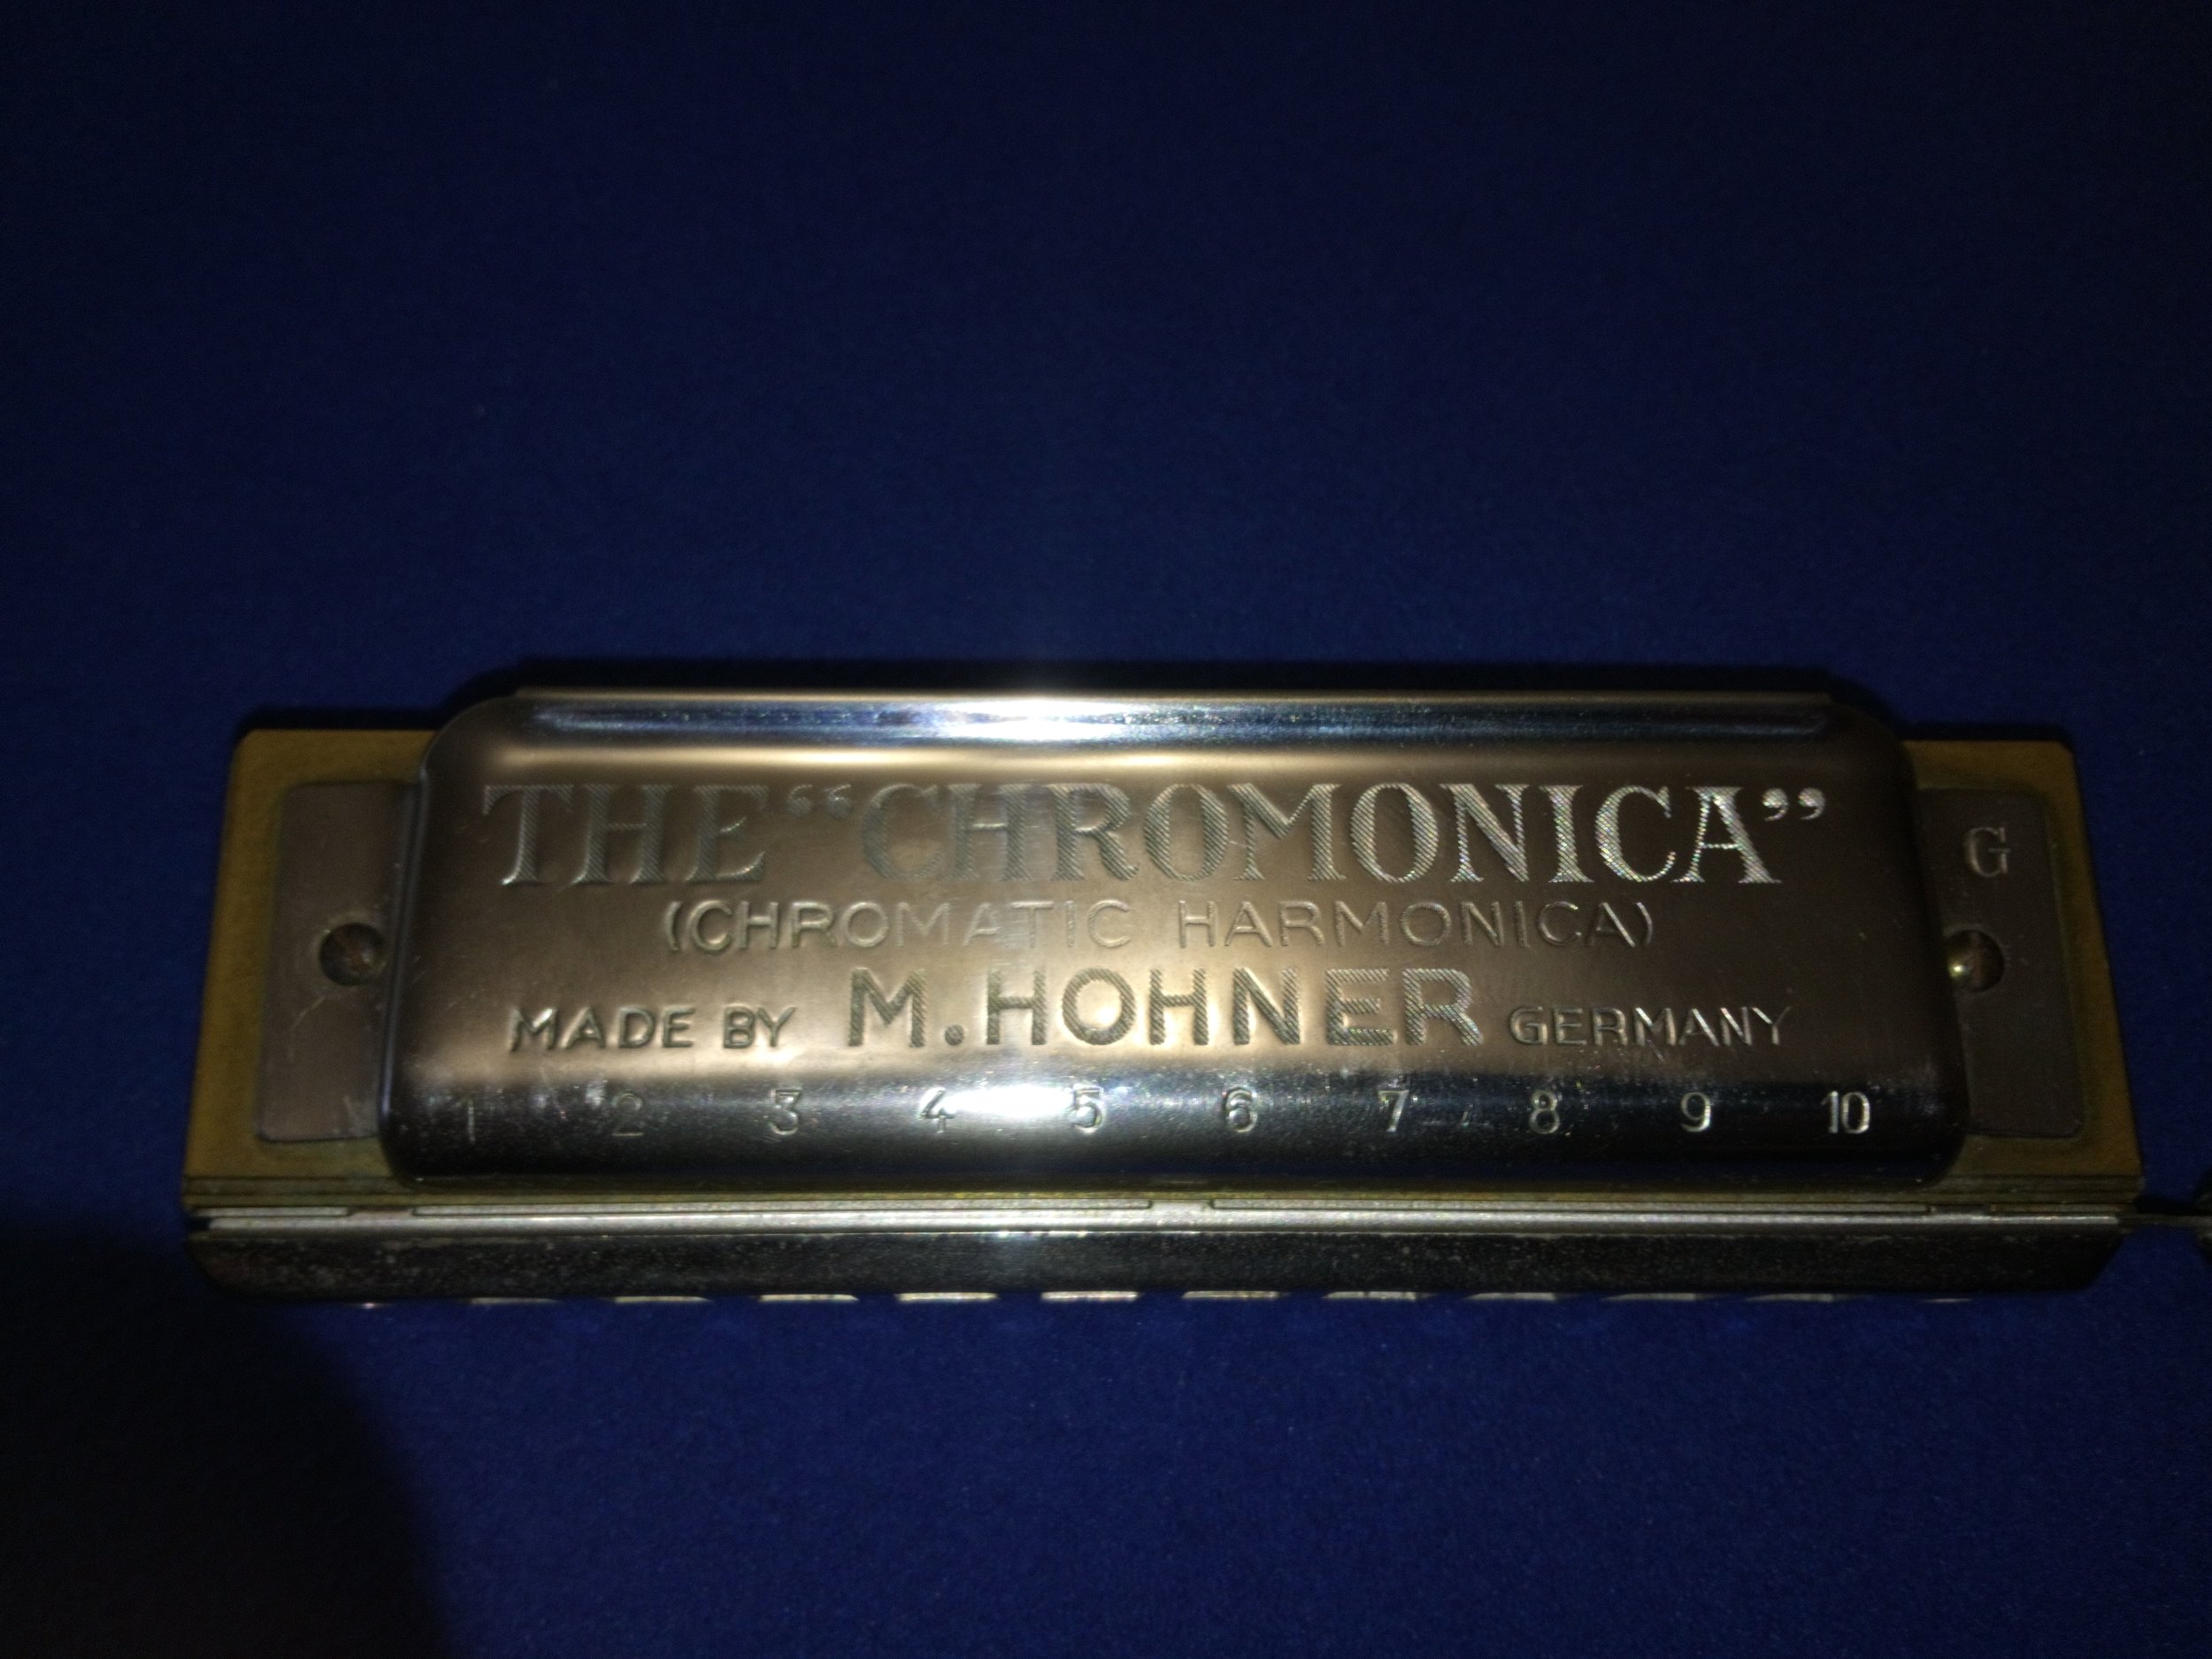 THE “CHROMONICA”
G
(CHROMATIC HARMONICA)
MADE BY M. HOHNER GERMANY
1 2 3 4 5 6 7 8 9 10